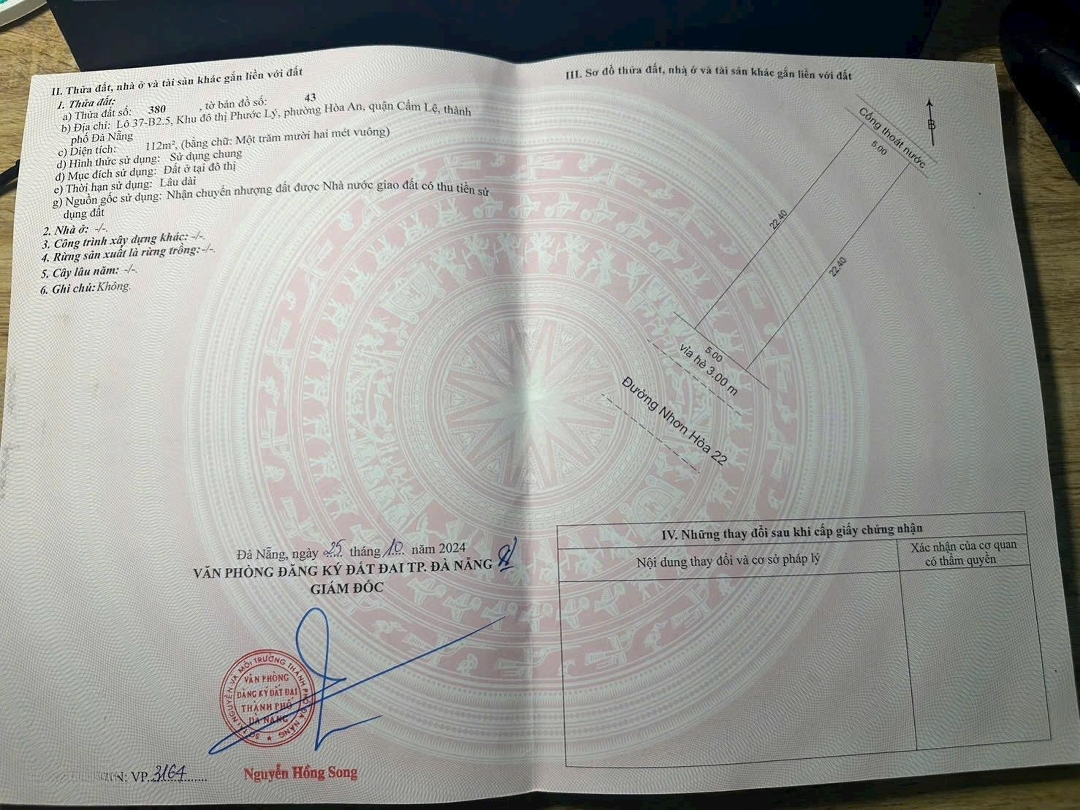 II. Thửa đất, nhà ở và tài sản khác gắn liền với đất
1. Thửa đất:
a) Thửa đất số: 380 , tờ bản đồ số: 43
b) Địa chỉ: Lô 37-B2.5, Khu đô thị Phước Lý, phường Hòa An, quận Cẩm Lệ, thành
phố Đà Nẵng
c) Diện tích: 112m², (bằng chữ: Một trăm mười hai mét vuông)
d) Hình thức sử dụng: Sử dụng chung
đ) Mục đích sử dụng: Đất ở tại đô thị
e) Thời hạn sử dụng: Lâu dài
g) Nguồn gốc sử dụng: Nhận chuyển nhượng đất được Nhà nước giao đất có thu tiền sử
dụng đất
2. Nhà ở: -/-.
3. Công trình xây dựng khác: -/-.
4. Rừng sản xuất là rừng trồng: -/-.
5. Cây lâu năm: -/-.
6. Ghi chú: Không.
Đà Nẵng, ngày 25 tháng 10 năm 2024
VĂN PHÒNG ĐĂNG KÝ ĐẤT ĐAI TP. ĐÀ NẴNG
GIÁM ĐỐC
SỞ TÀI NGUYÊN VÀ MÔI TRƯỜNG THÀNH PHỐ ĐÀ NẴNG
VĂN PHÒNG
ĐĂNG KÝ ĐẤT ĐAI
THÀNH PHỐ
ĐÀ NẴNG
Nguyễn Hồng Song
VP 3164
III. Sơ đồ thửa đất, nhà ở và tài sản khác gắn liền với đất
B
Cống thoát nước
5.00
22.40
22.40
5.00
vỉa hè 3.00 m
Đường Nhơn Hòa 22
IV. Những thay đổi sau khi cấp giấy chứng nhận
Nội dung thay đổi và cơ sở pháp lý
Xác nhận của cơ quan
có thẩm quyền